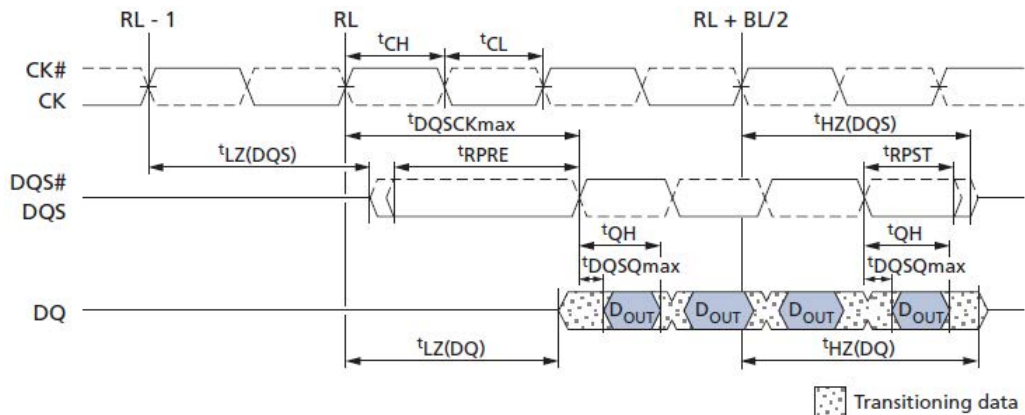 RL - 1 RL RL + BL/2
tCH tCL
CK#
CK
tDQSCKmax tHZ(DQS)
tLZ(DQS) tRPRE tRPST
DQS#
DQS
tQH tQH
tDQSQmax tDQSQmax
DQ DOUT DOUT DOUT DOUT
tLZ(DQ) tHZ(DQ)
Transitioning data